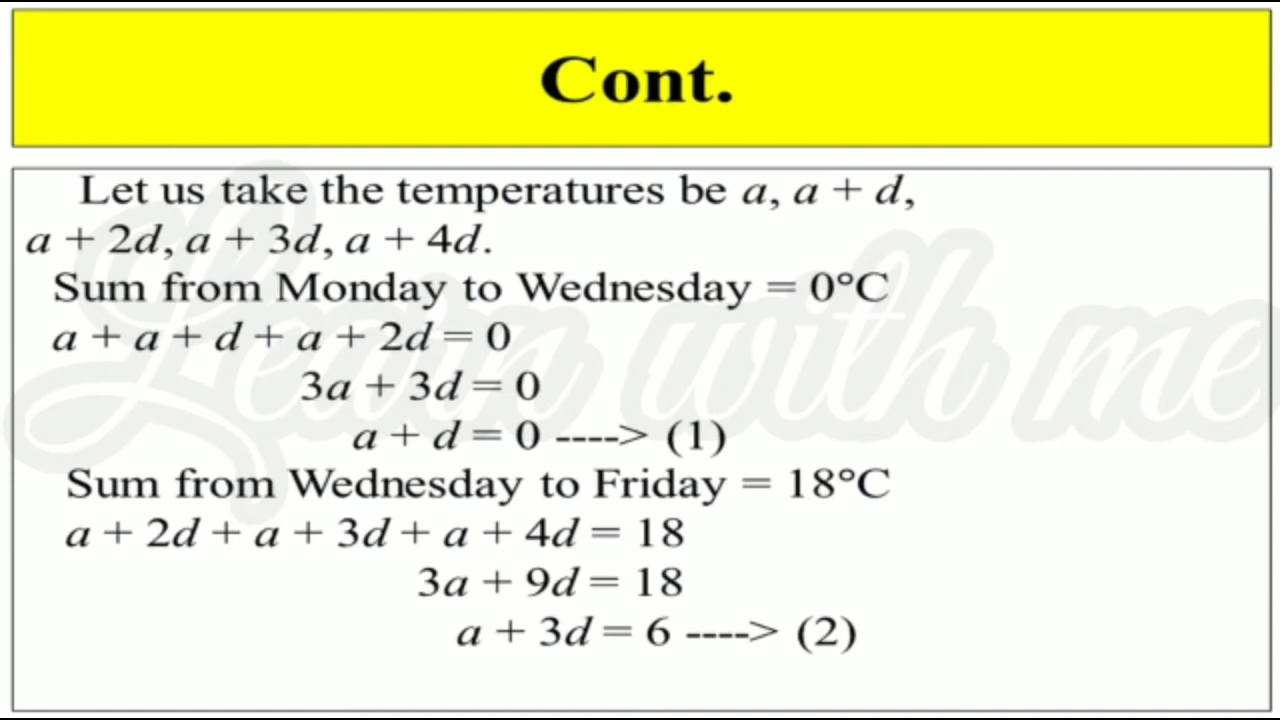 Cont.
Let us take the temperatures be a, a + d,
a + 2d, a + 3d, a + 4d.
Sum from Monday to Wednesday = 0°C
a + a + d + a + 2d = 0
3a + 3d = 0
a + d = 0 ----> (1)
Sum from Wednesday to Friday = 18°C
a + 2d + a + 3d + a + 4d = 18
3a + 9d = 18
a + 3d = 6 ----> (2)
Learn with me